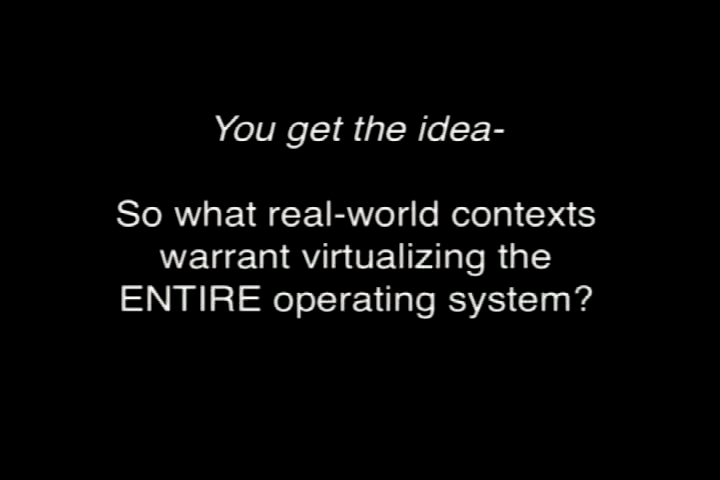 You get the idea-
So what real-world contexts
warrant virtualizing the
ENTIRE operating system?